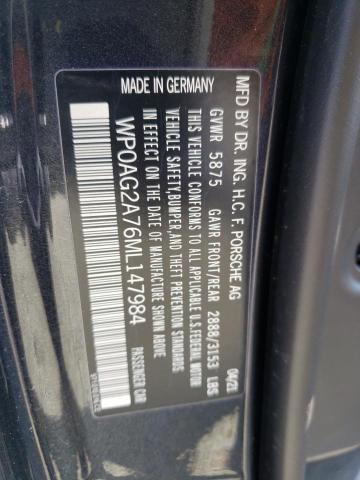 MFD BY DR. ING. H.C. F. PORSCHE AG
GVWR 5875 GAWR FRONT/REAR 2888/3153 LBS
THIS VEHICLE CONFORMS TO ALL APPLICABLE U.S.FEDERAL MOTOR
VEHICLE SAFETY,BUMPER,AND THEFT PREVENTION STANDARDS
IN EFFECT ON THE DATE OF MANUFACTURE SHOWN ABOVE
04/20
WP0AG2A76ML147984
PASSENGER CAR
MADE IN GERMANY